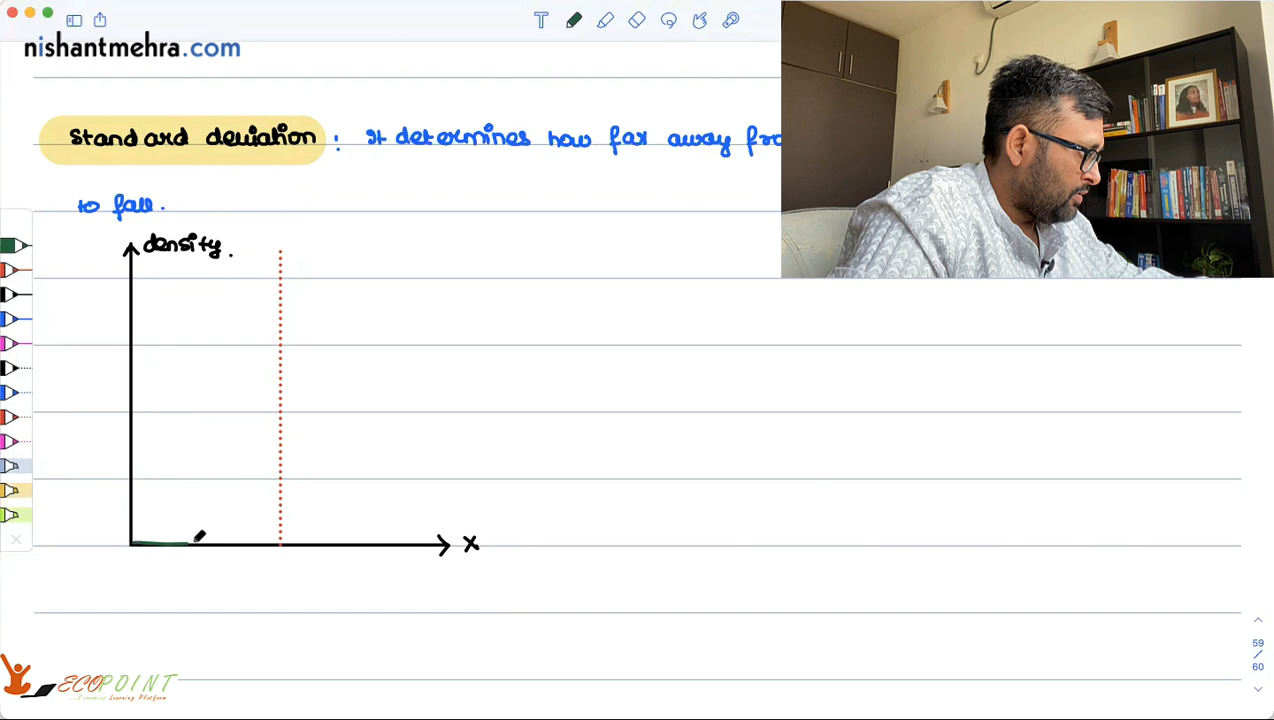 nishantmehra.com
Standard deviation : It determines how far away fro
to fall.
density.
x
59
/
60
ECOPOINT